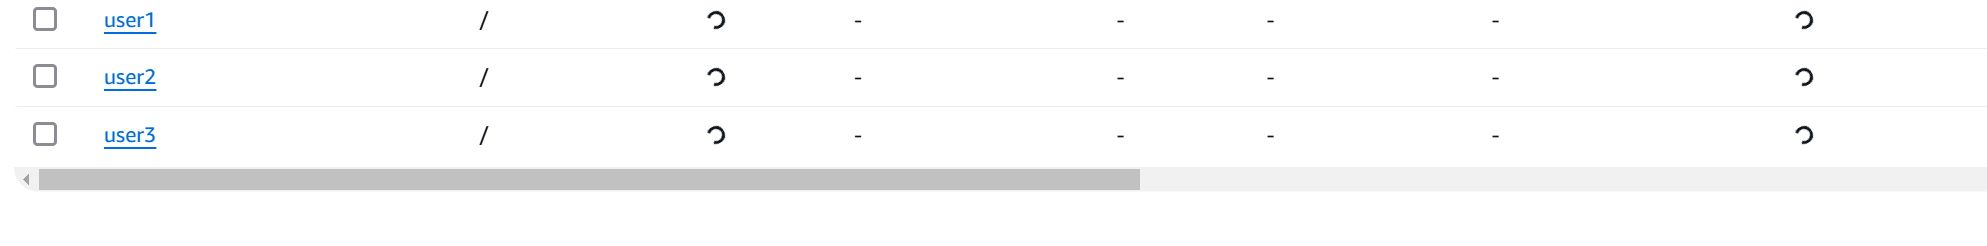 user1 / - - - -
user2 / - - - -
user3 / - - - -